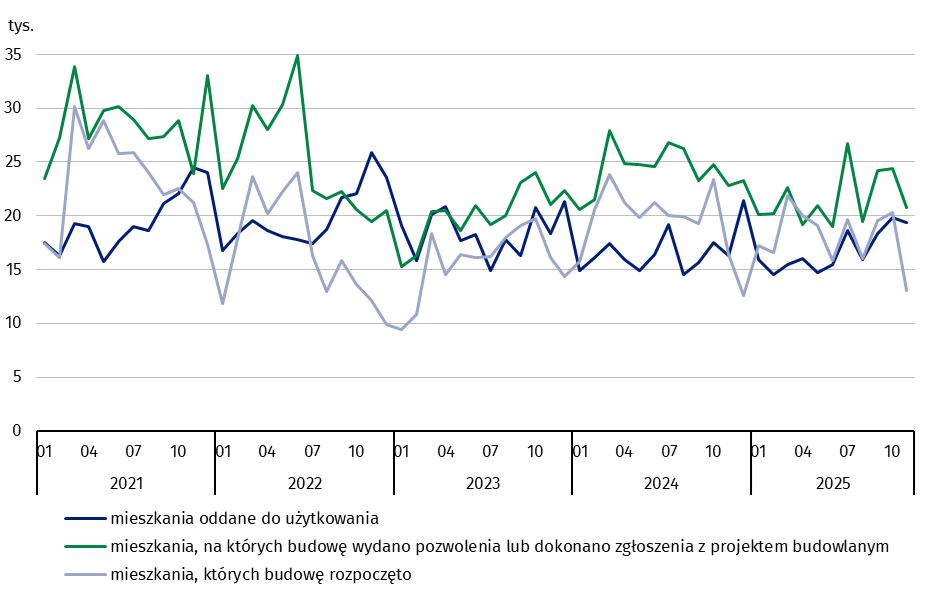 tys.
35
30
25
20
15
10
5
0
01 04 07 10 01 04 07 10 01 04 07 10 01 04 07 10 01 04 07 10
2021 2022 2023 2024 2025
mieszkania oddane do użytkowania
mieszkania, na których budowę wydano pozwolenia lub dokonano zgłoszenia z projektem budowlanym
mieszkania, których budowę rozpoczęto